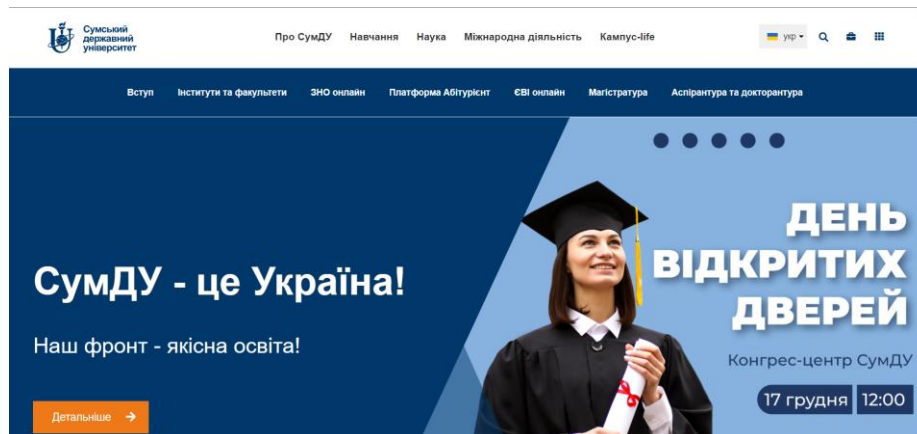 Сумський
державний
університет
Про СумДУ Навчання Наука Міжнародна діяльність Кампус-life
укр
Вступ Інститути та факультети ЗНО онлайн Платформа Абітурієнт ЄВІ онлайн Магістратура Аспірантура та докторантура
СумДУ - це Україна!
Наш фронт - якісна освіта!
Детальніше →
ДЕНЬ
ВІДКРИТИХ
ДВЕРЕЙ
Конгрес-центр СумДУ
17 грудня 12:00